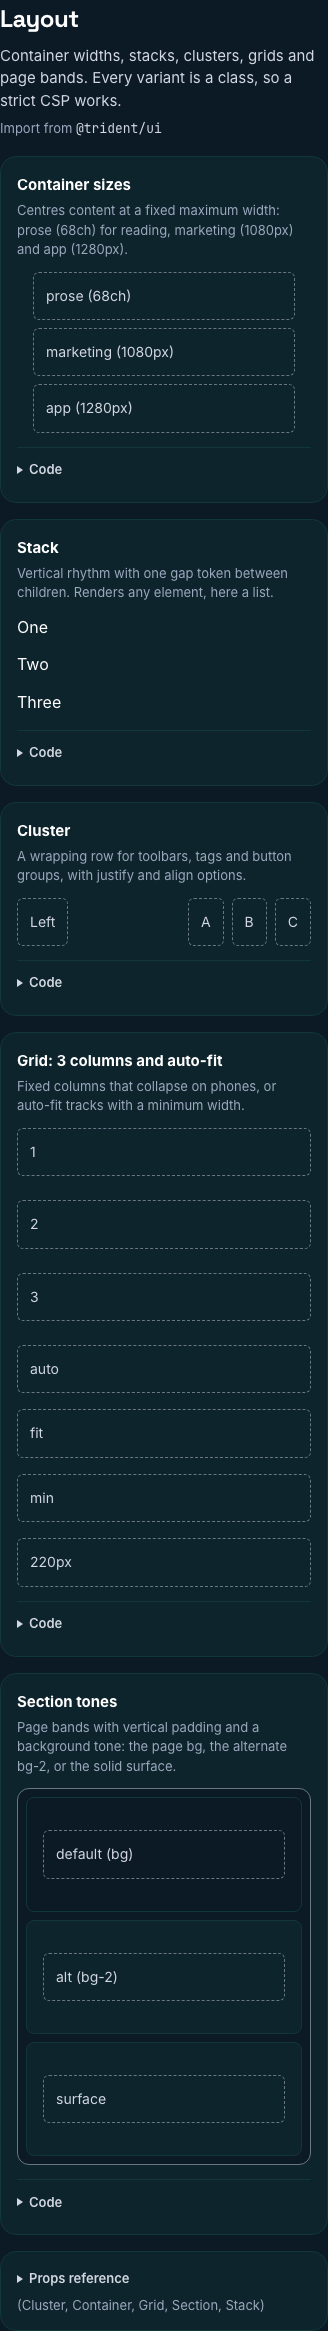 Layout
Container widths, stacks, clusters, grids and
page bands. Every variant is a class, so a
strict CSP works.
Import from @trident/ui
Container sizes
Centres content at a fixed maximum width:
prose (68ch) for reading, marketing (1080px)
and app (1280px).
prose (68ch)
marketing (1080px)
app (1280px)
Code
Stack
Vertical rhythm with one gap token between
children. Renders any element, here a list.
One
Two
Three
Code
Cluster
A wrapping row for toolbars, tags and button
groups, with justify and align options.
Left A B C
Code
Grid: 3 columns and auto-fit
Fixed columns that collapse on phones, or
auto-fit tracks with a minimum width.
1
2
3
auto
fit
min
220px
Code
Section tones
Page bands with vertical padding and a
background tone: the page bg, the alternate
bg-2, or the solid surface.
default (bg)
alt (bg-2)
surface
Code
Props reference
(Cluster, Container, Grid, Section, Stack)